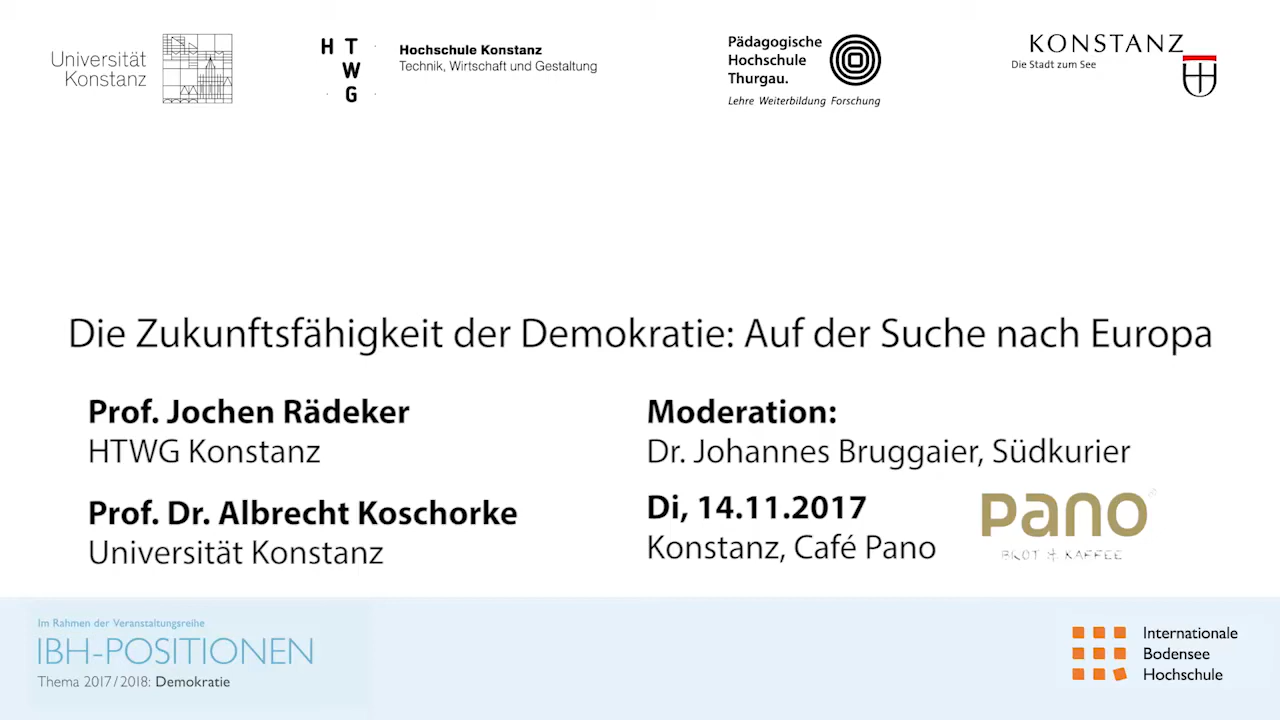 Universität
Konstanz
H T
W
G
Hochschule Konstanz
Technik, Wirtschaft und Gestaltung
Pädagogische
Hochschule
Thurgau.
Lehre Weiterbildung Forschung
KONSTANZ
Die Stadt zum See
Die Zukunftsfähigkeit der Demokratie: Auf der Suche nach Europa
Prof. Jochen Rädeker
HTWG Konstanz
Prof. Dr. Albrecht Koschorke
Universität Konstanz
Moderation:
Dr. Johannes Bruggaier, Südkurier
Di, 14.11.2017
Konstanz, Café Pano
pano
BROT & KAFFEE
Im Rahmen der Veranstaltungsreihe
IBH-POSITIONEN
Thema 2017/2018: Demokratie
Internationale
Bodensee
Hochschule